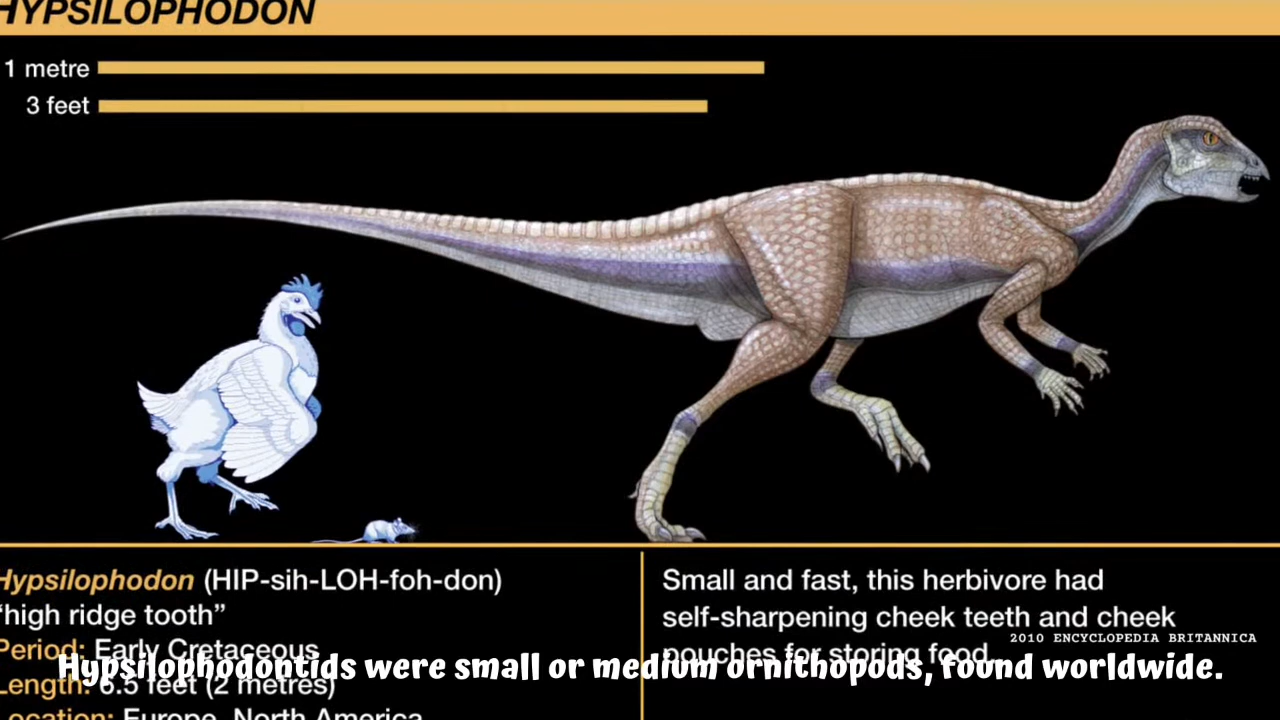 HYPSILOPHODON
1 metre
3 feet
Hypsilophodon (HIP-sih-LOH-foh-don)
“high ridge tooth”
Period: Early Cretaceous
Length: 6.5 feet (2 metres)
Location: Europe, North America
Small and fast, this herbivore had
self-sharpening cheek teeth and cheek
pouches for storing food.
2010 ENCYCLOPEDIA BRITANNICA
Hypsilophodontids were small or medium ornithopods, found worldwide.